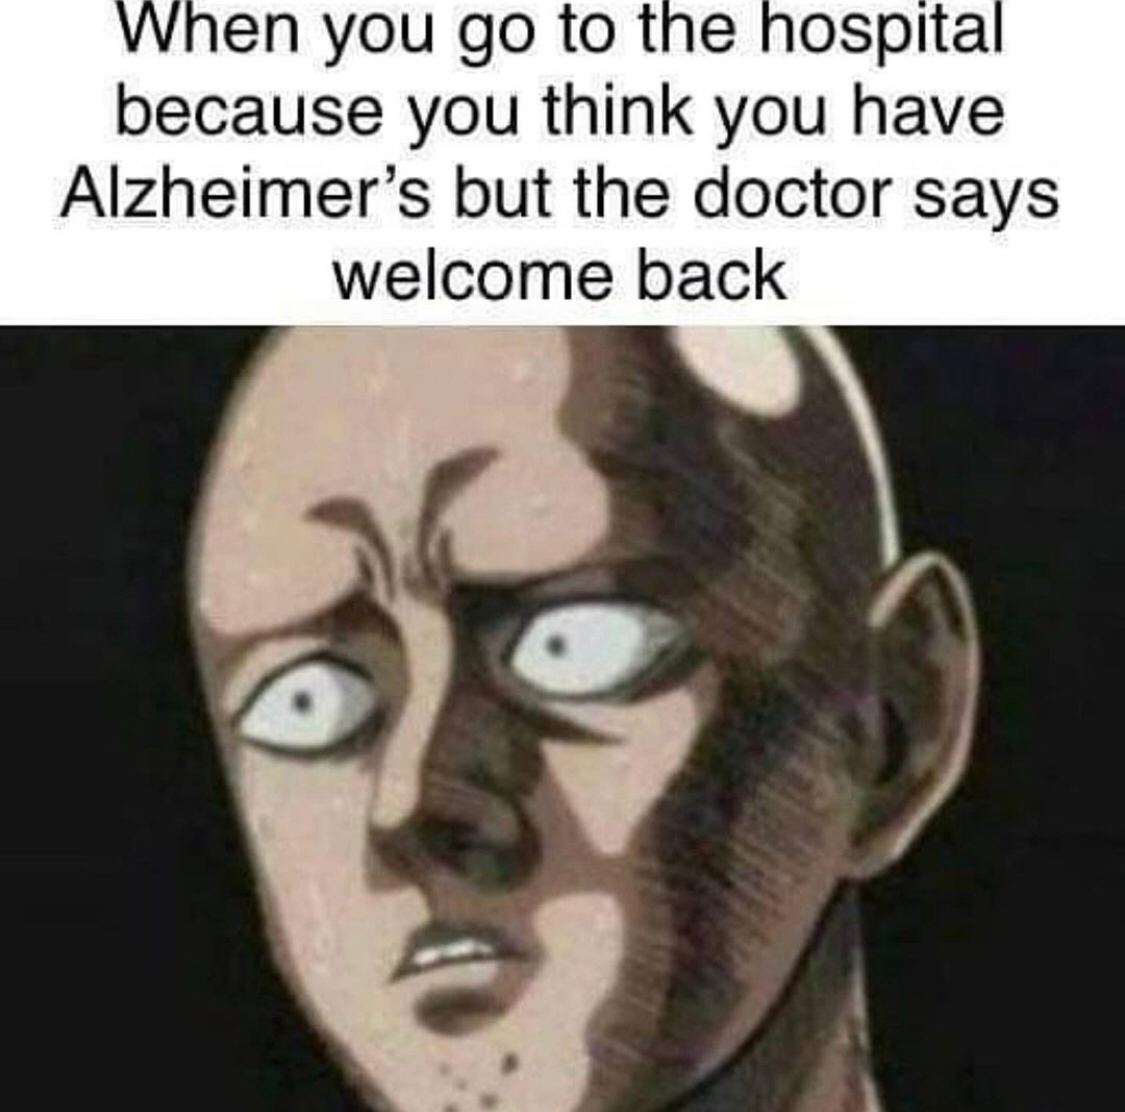 When you go to the hospital
because you think you have
Alzheimer’s but the doctor says
welcome back